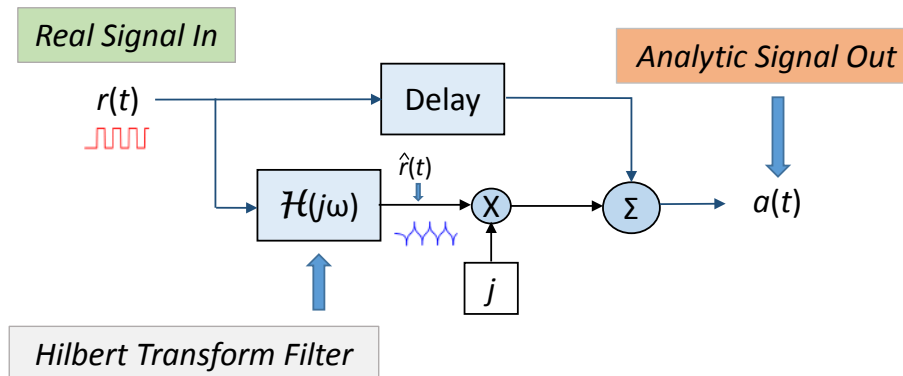 Real Signal In
Analytic Signal Out
r(t)
Delay
r̂(t)
ℋ(jω)
X
Σ
a(t)
j
Hilbert Transform Filter